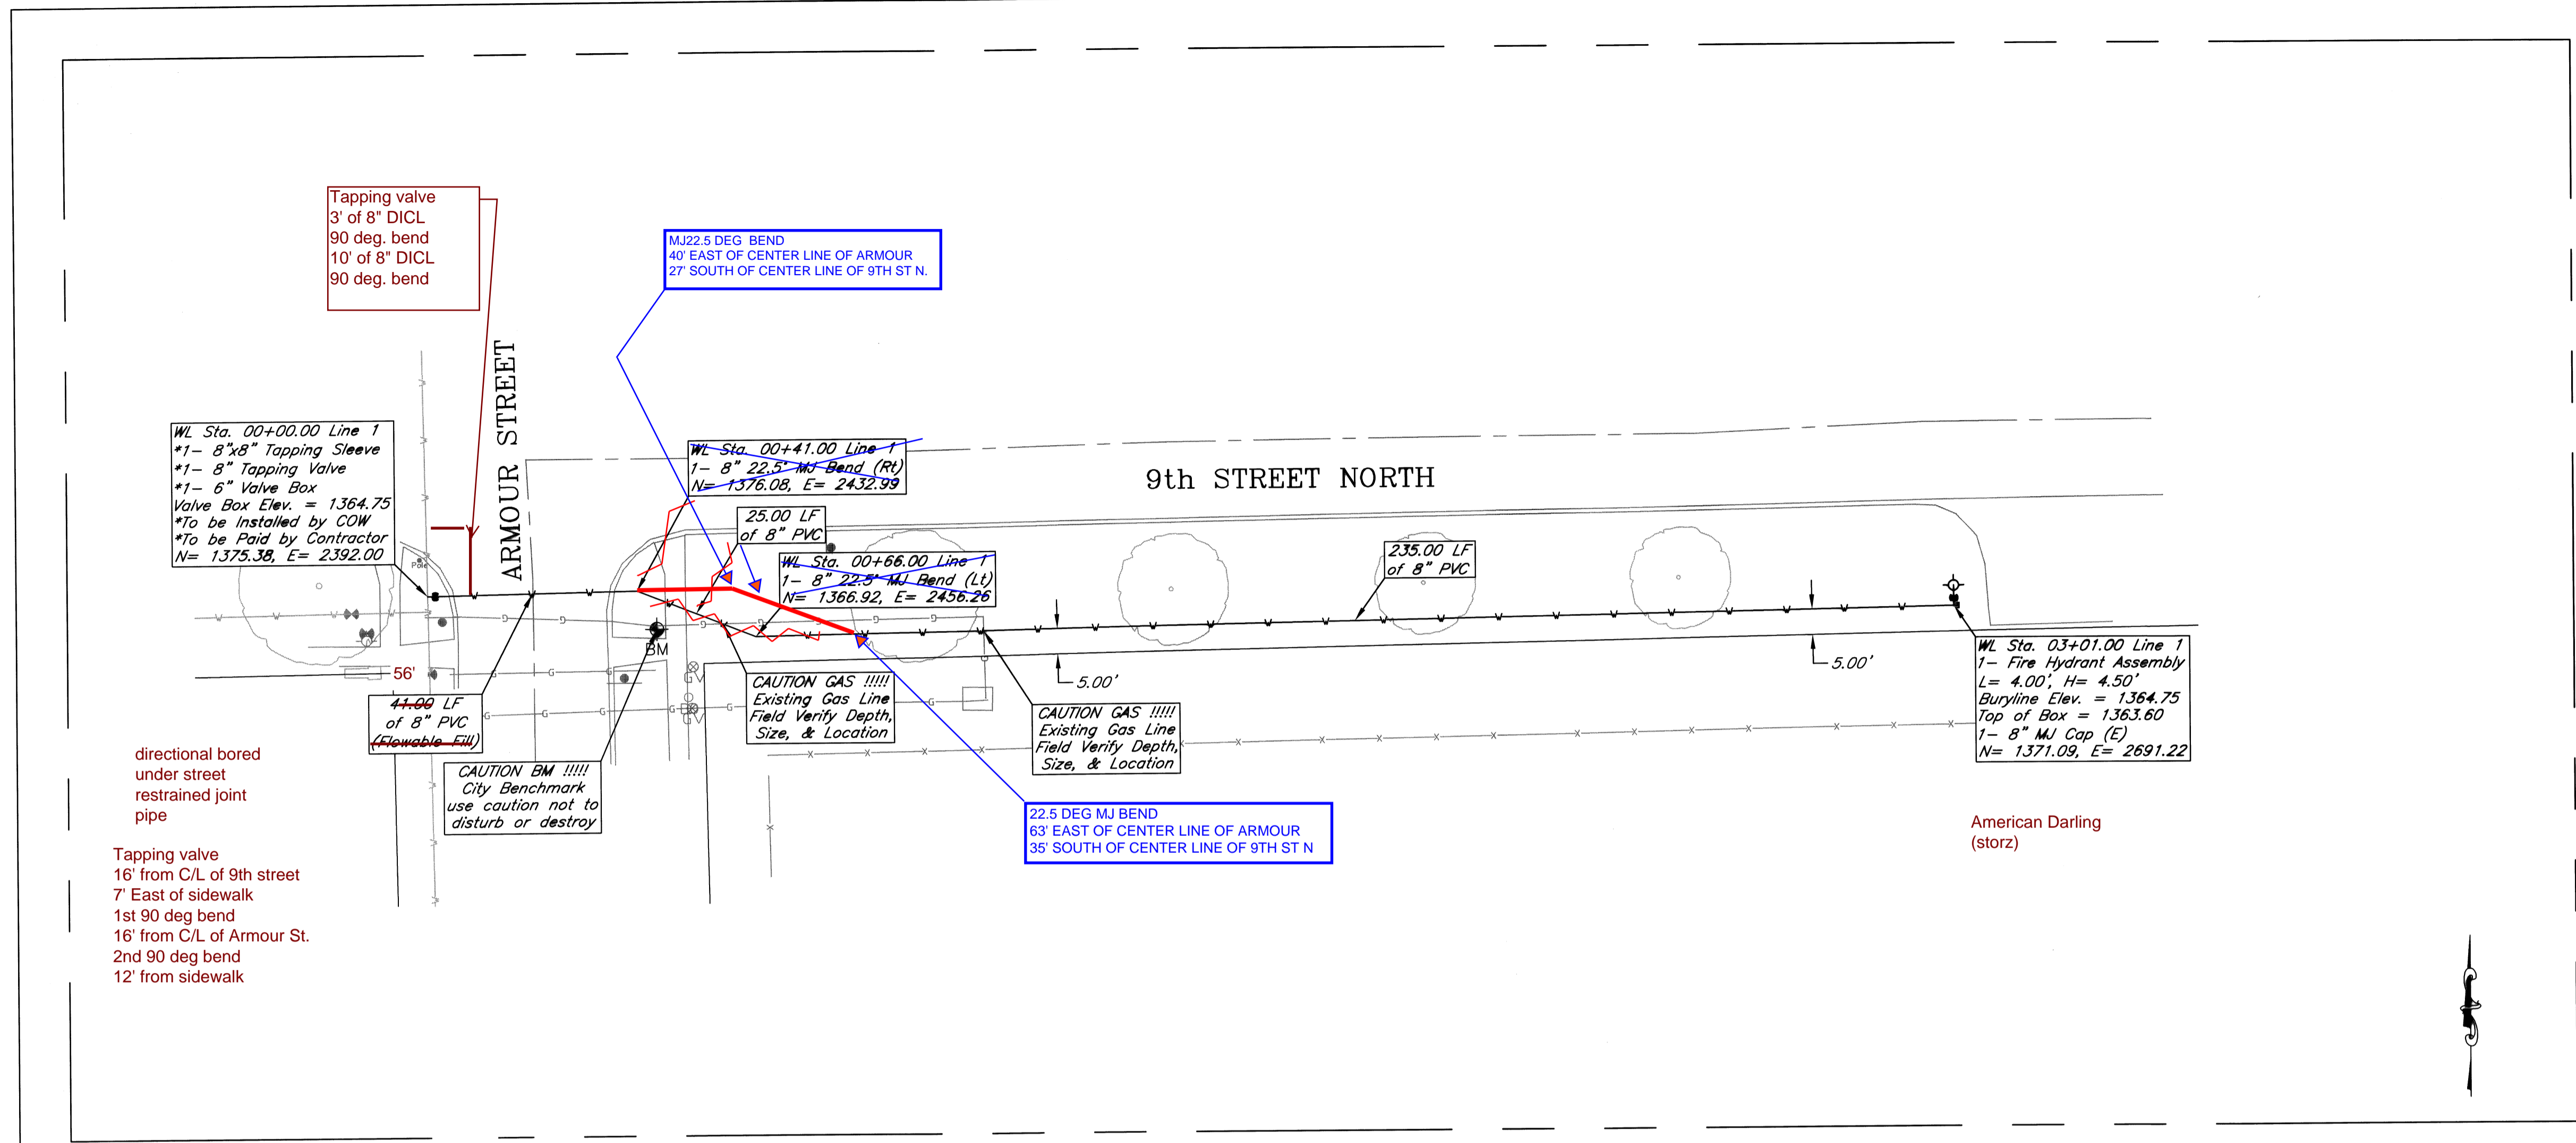 Tapping valve
3' of 8" DICL
90 deg. bend
10' of 8" DICL
90 deg. bend
MJ22.5 DEG  BEND
40' EAST OF CENTER LINE OF ARMOUR
27' SOUTH OF CENTER LINE OF 9TH ST N.
ARMOUR STREET
9th STREET NORTH
WL Sta. 00+00.00 Line 1
*1- 8"x8" Tapping Sleeve
*1- 8" Tapping Valve
*1- 6" Valve Box
Valve Box Elev. = 1364.75
*To be Installed by COW
*To be Paid by Contractor
N= 1375.38, E= 2392.00
WL Sta. 00+41.00 Line 1
1- 8" 22.5° MJ Bend (Rt)
N= 1376.08, E= 2432.99
25.00 LF
of 8" PVC
WL Sta. 00+66.00 Line 1
1- 8" 22.5° MJ Bend (Lt)
N= 1366.92, E= 2456.26
235.00 LF
of 8" PVC
Pole
BM
GV
GV
56'
41.00 LF
of 8" PVC
(Flowable Fill)
5.00'
5.00'
CAUTION GAS !!!!!
Existing Gas Line
Field Verify Depth,
Size, & Location
CAUTION GAS !!!!!
Existing Gas Line
Field Verify Depth,
Size, & Location
WL Sta. 03+01.00 Line 1
1- Fire Hydrant Assembly
L= 4.00', H= 4.50'
Buryline Elev. = 1364.75
Top of Box = 1363.60
1- 8" MJ Cap (E)
N= 1371.09, E= 2691.22
directional bored
under street
restrained joint
pipe
CAUTION BM !!!!!
City Benchmark
use caution not to
disturb or destroy
22.5 DEG MJ BEND
63' EAST OF CENTER LINE OF ARMOUR
35' SOUTH OF CENTER LINE OF 9TH ST N
American Darling
(storz)
Tapping valve
16' from C/L of 9th street
7' East of sidewalk
1st 90 deg bend
16' from C/L of Armour St.
2nd 90 deg bend
12' from sidewalk